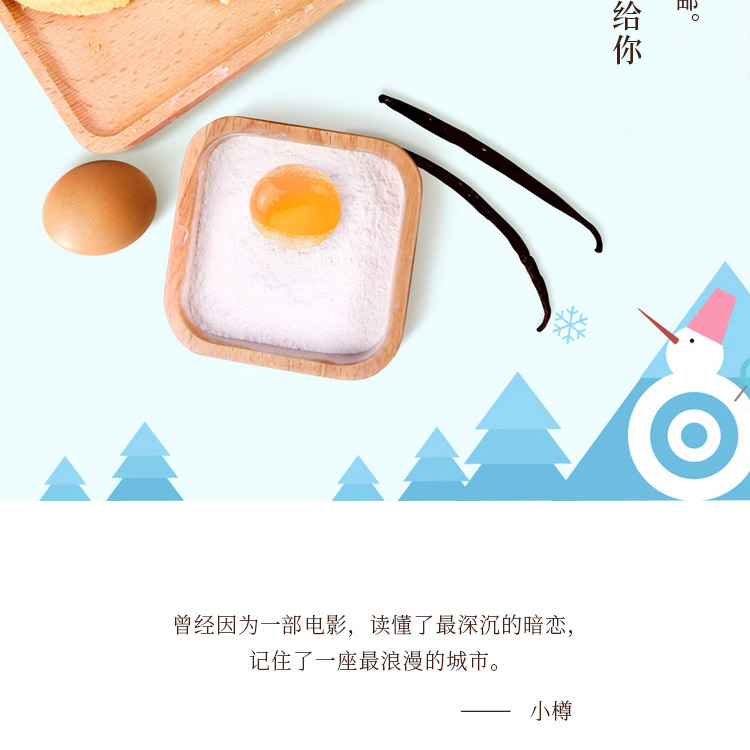 邮。
给你
曾经因为一部电影，读懂了最深沉的暗恋，
记住了一座最浪漫的城市。
—— 小樽